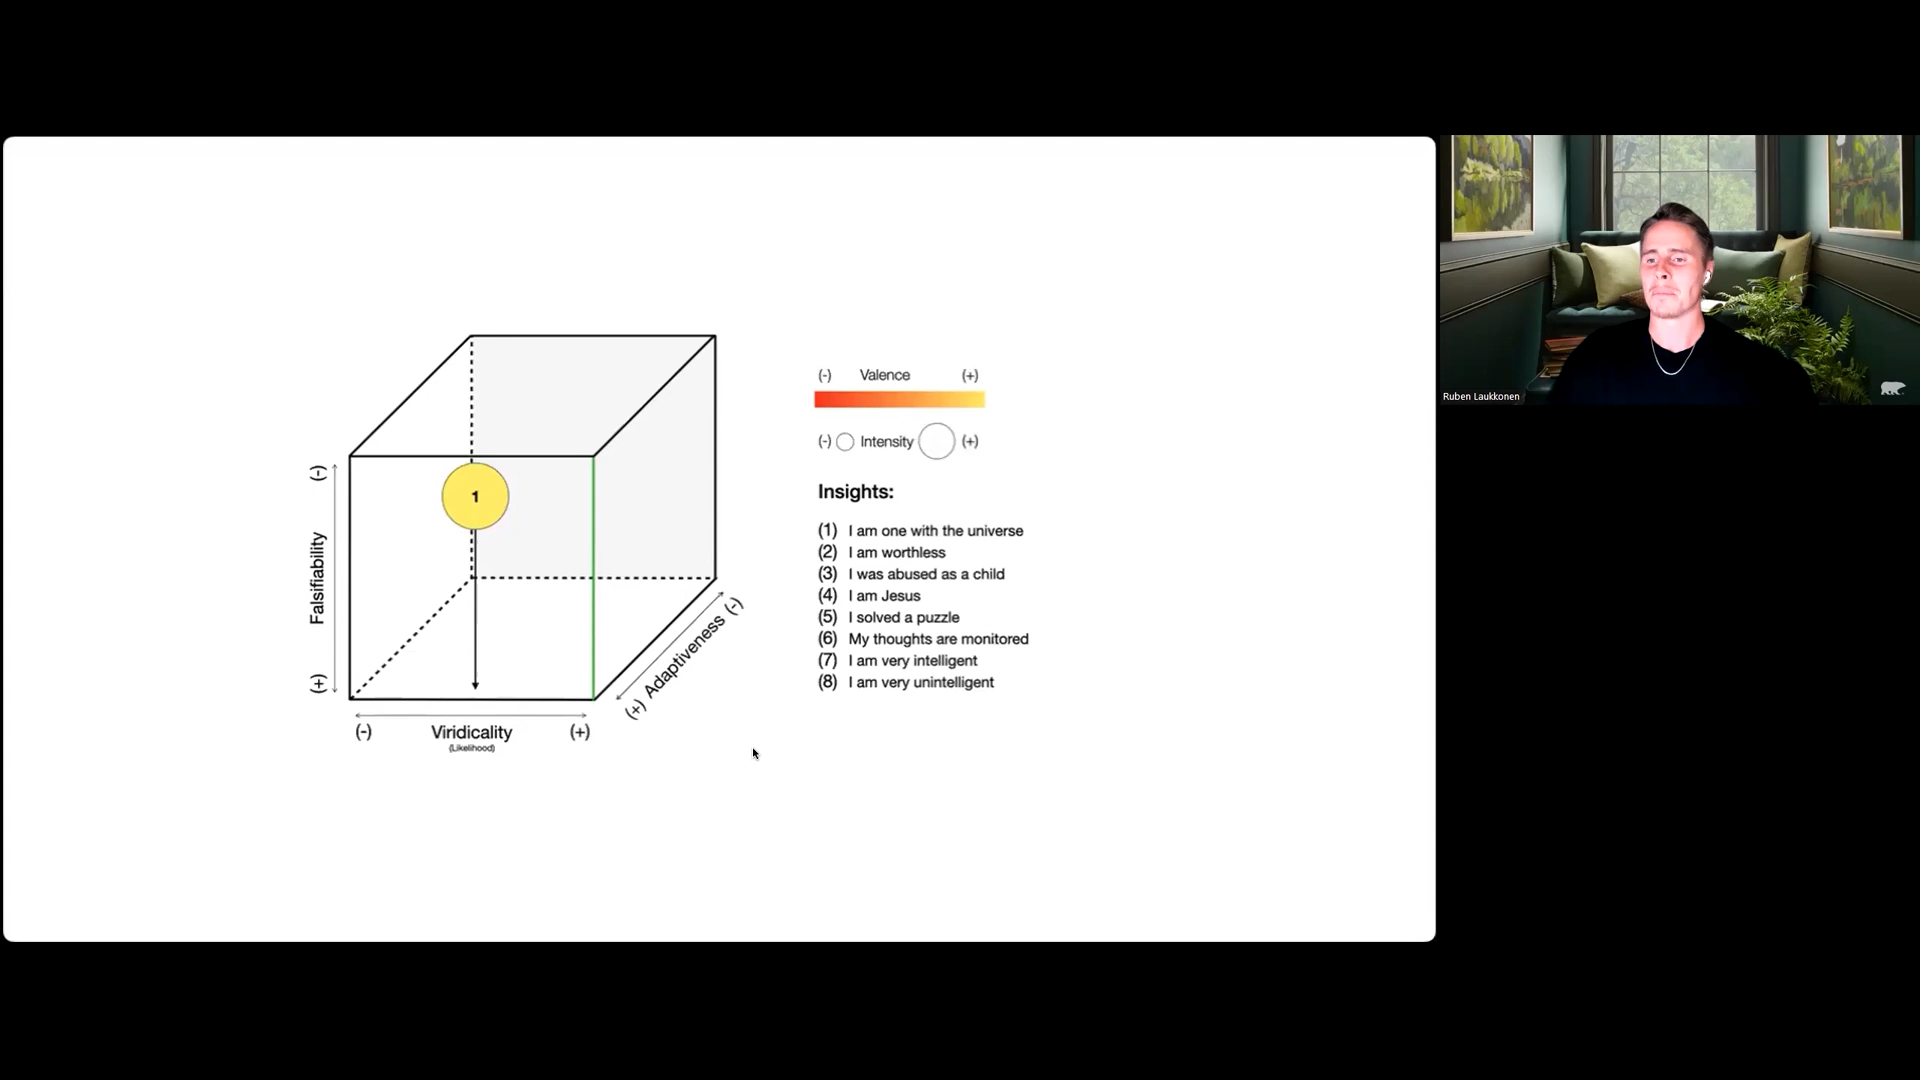 (-) Valence (+)
(-) Intensity (+)
Insights:
(1) I am one with the universe
(2) I am worthless
(3) I was abused as a child
(4) I am Jesus
(5) I solved a puzzle
(6) My thoughts are monitored
(7) I am very intelligent
(8) I am very unintelligent
1
(-)
Falsifiability
(+)
(-) Viridicality (+)
(Likelihood)
(+) Adaptiveness (-)
Ruben Laukkonen